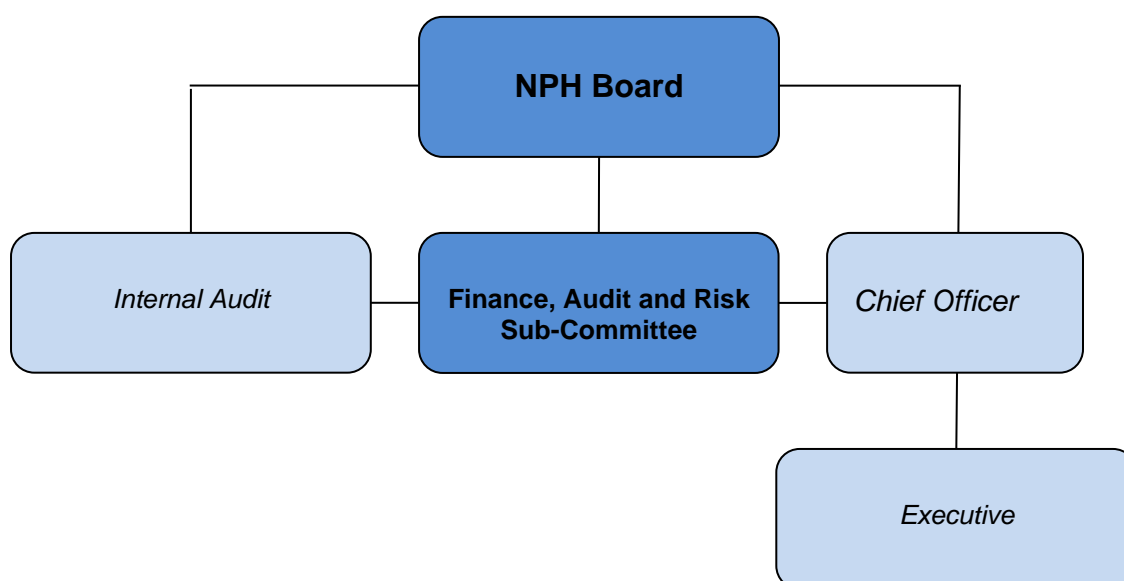 NPH Board
Internal Audit
Finance, Audit and Risk
Sub-Committee
Chief Officer
Executive